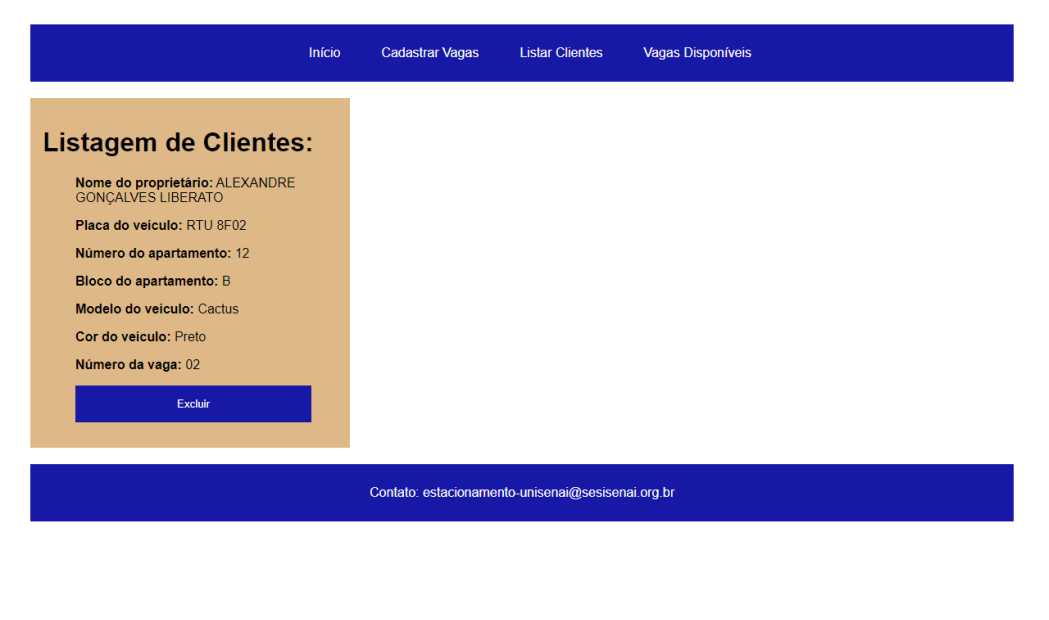 Início Cadastrar Vagas Listar Clientes Vagas Disponíveis
Listagem de Clientes:
Nome do proprietário: ALEXANDRE
GONÇALVES LIBERATO
Placa do veículo: RTU 8F02
Número do apartamento: 12
Bloco do apartamento: B
Modelo do veículo: Cactus
Cor do veículo: Preto
Número da vaga: 02
Excluir
Contato: estacionamento-unisenai@sesisenai.org.br